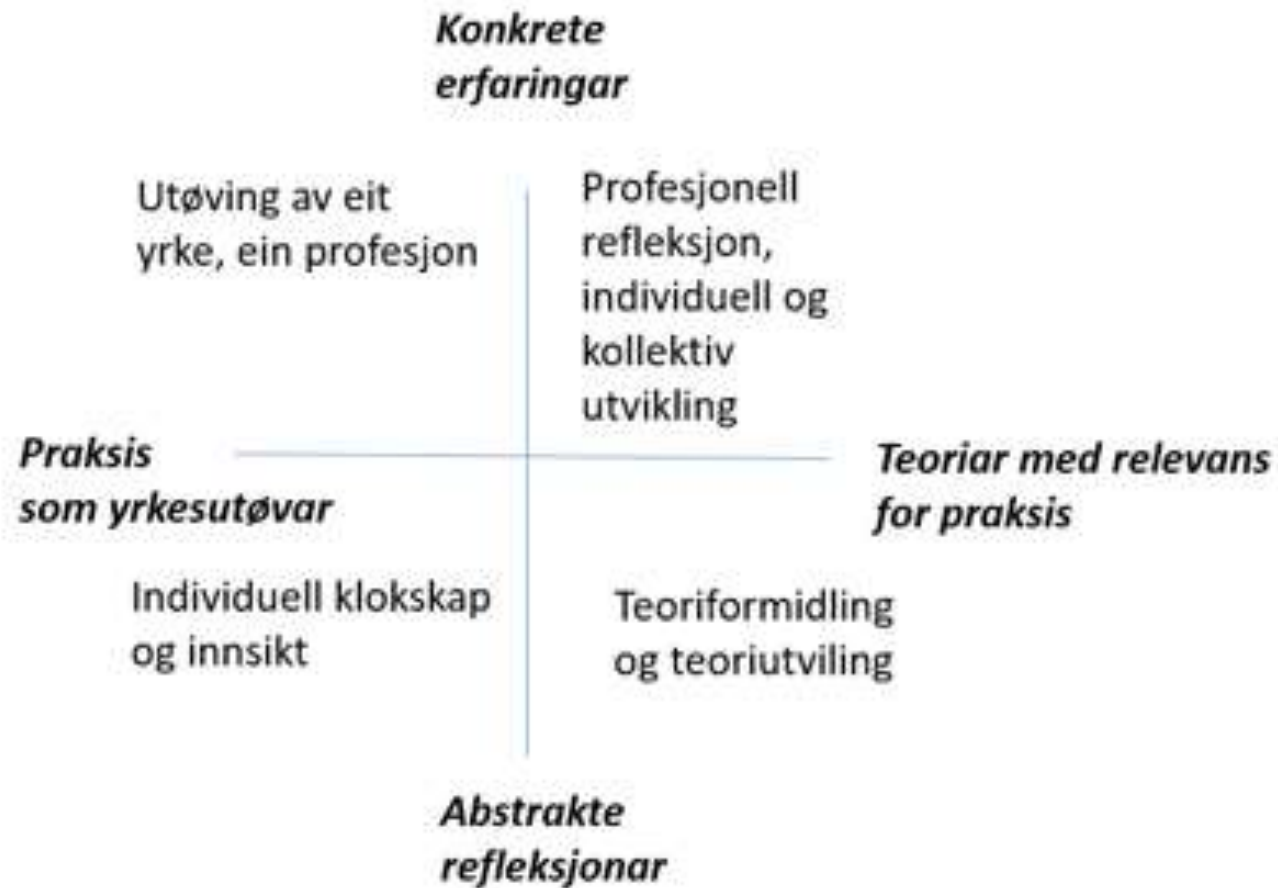 Konkrete
erfaringar
Utøving av eit
yrke, ein profesjon
Profesjonell
refleksjon,
individuell og
kollektiv
utvikling
Praksis
som yrkesutøvar
Teoriar med relevans
for praksis
Individuell klokskap
og innsikt
Teoriformidling
og teoriutviling
Abstrakte
refleksjonar